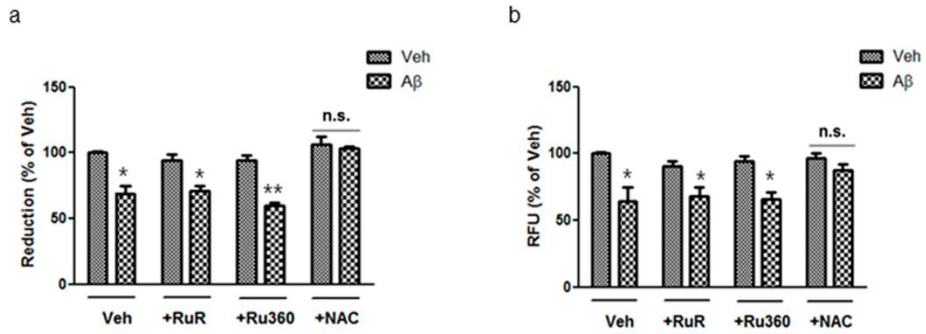 a
Veh
Aβ
Reduction (% of Veh)
150
100
50
0
*
*
**
n.s.
Veh
+RuR
+Ru360
+NAC
b
Veh
Aβ
RFU (% of Veh)
150
100
50
0
*
*
*
n.s.
Veh
+RuR
+Ru360
+NAC